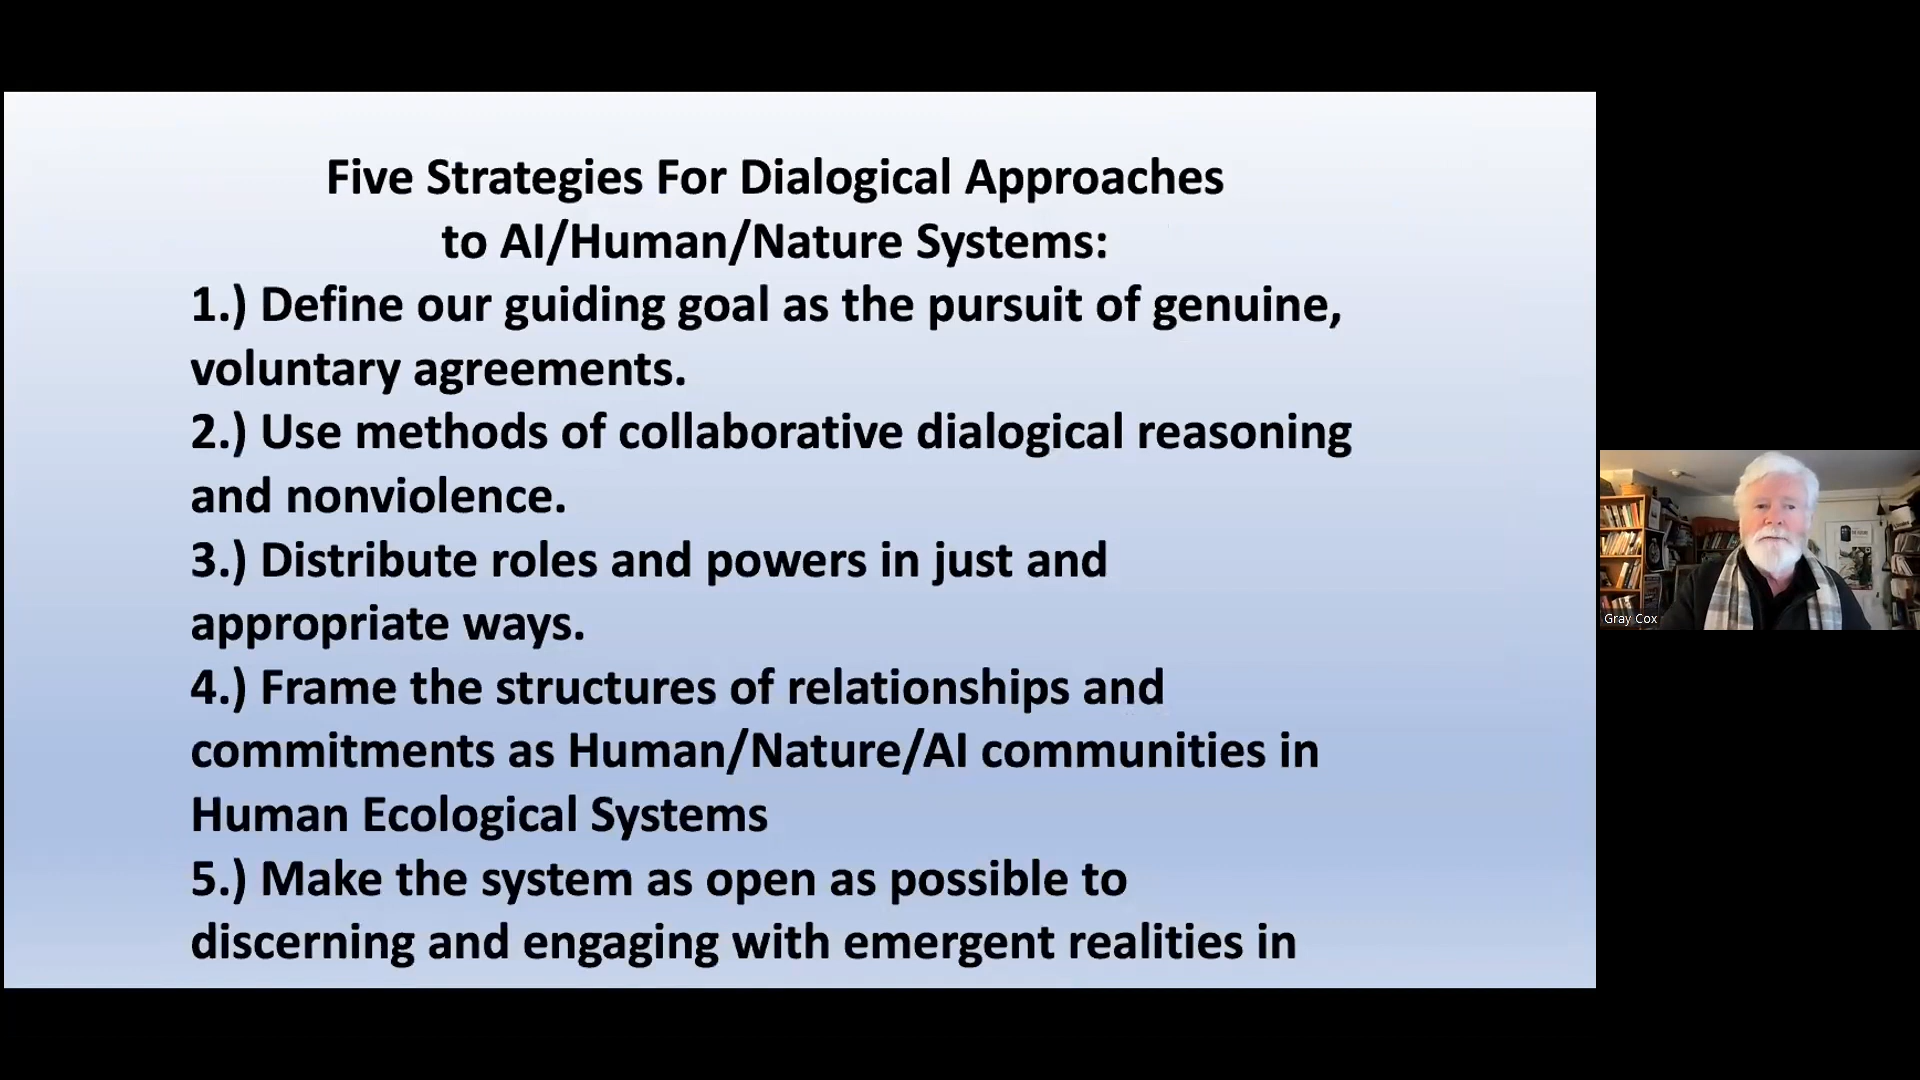 Five Strategies For Dialogical Approaches
to AI/Human/Nature Systems:
1.) Define our guiding goal as the pursuit of genuine,
voluntary agreements.
2.) Use methods of collaborative dialogical reasoning
and nonviolence.
3.) Distribute roles and powers in just and
appropriate ways.
4.) Frame the structures of relationships and
commitments as Human/Nature/AI communities in
Human Ecological Systems
5.) Make the system as open as possible to
discerning and engaging with emergent realities in
Gray Cox